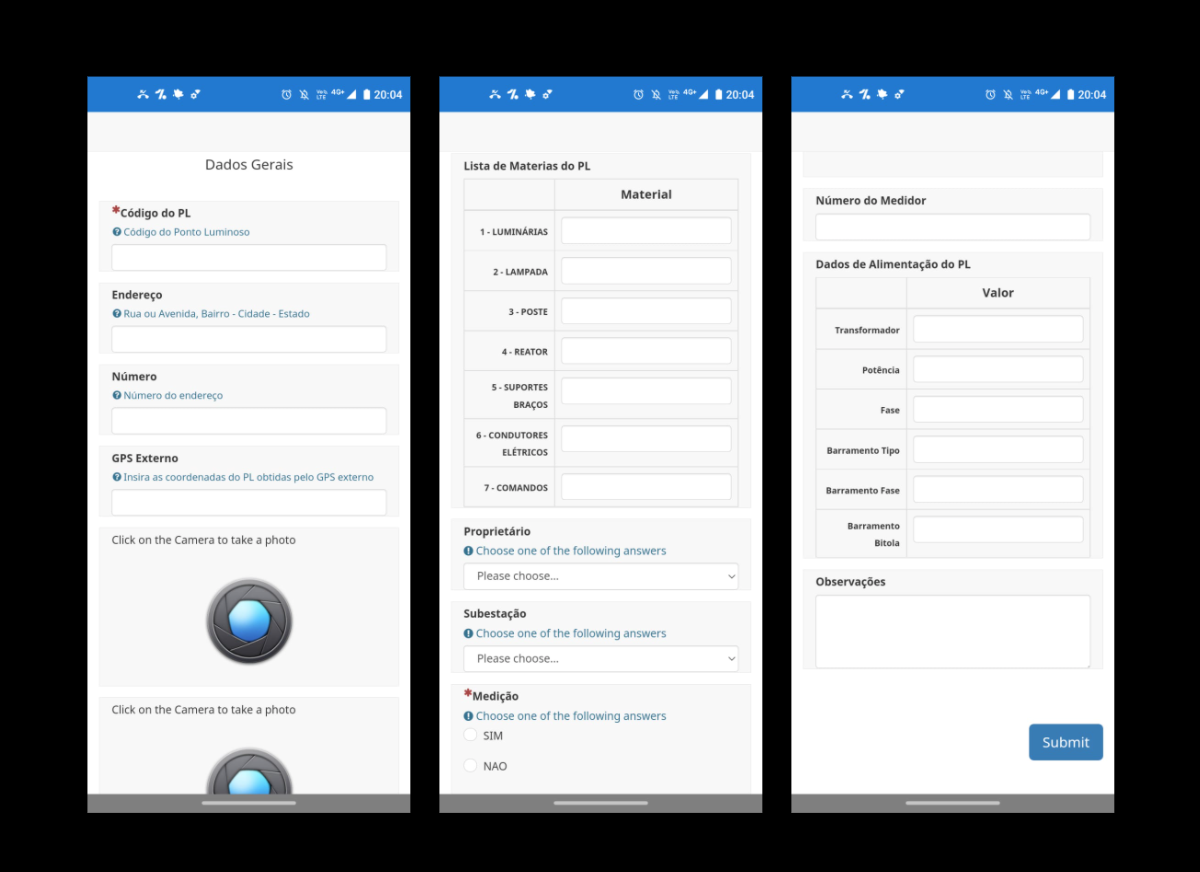 VoLTE 4G+ 20:04
Dados Gerais
*Código do PL
Código do Ponto Luminoso
Endereço
Rua ou Avenida, Bairro - Cidade - Estado
Número
Número do endereço
GPS Externo
Insira as coordenadas do PL obtidas pelo GPS externo
Click on the Camera to take a photo
Click on the Camera to take a photo
4G+ 20:04
Lista de Materias do PL
Material
1 - LUMINÁRIAS
2 - LAMPADA
3 - POSTE
4 - REATOR
5 - SUPORTES
BRAÇOS
6 - CONDUTORES
ELÉTRICOS
7 - COMANDOS
Proprietário
Choose one of the following answers
Please choose...
Subestação
Choose one of the following answers
Please choose...
*Medição
Choose one of the following answers
SIM
NAO
4G+ 20:04
Número do Medidor
Dados de Alimentação do PL
Valor
Transformador
Potência
Fase
Barramento Tipo
Barramento Fase
Barramento
Bitola
Observações
Submit